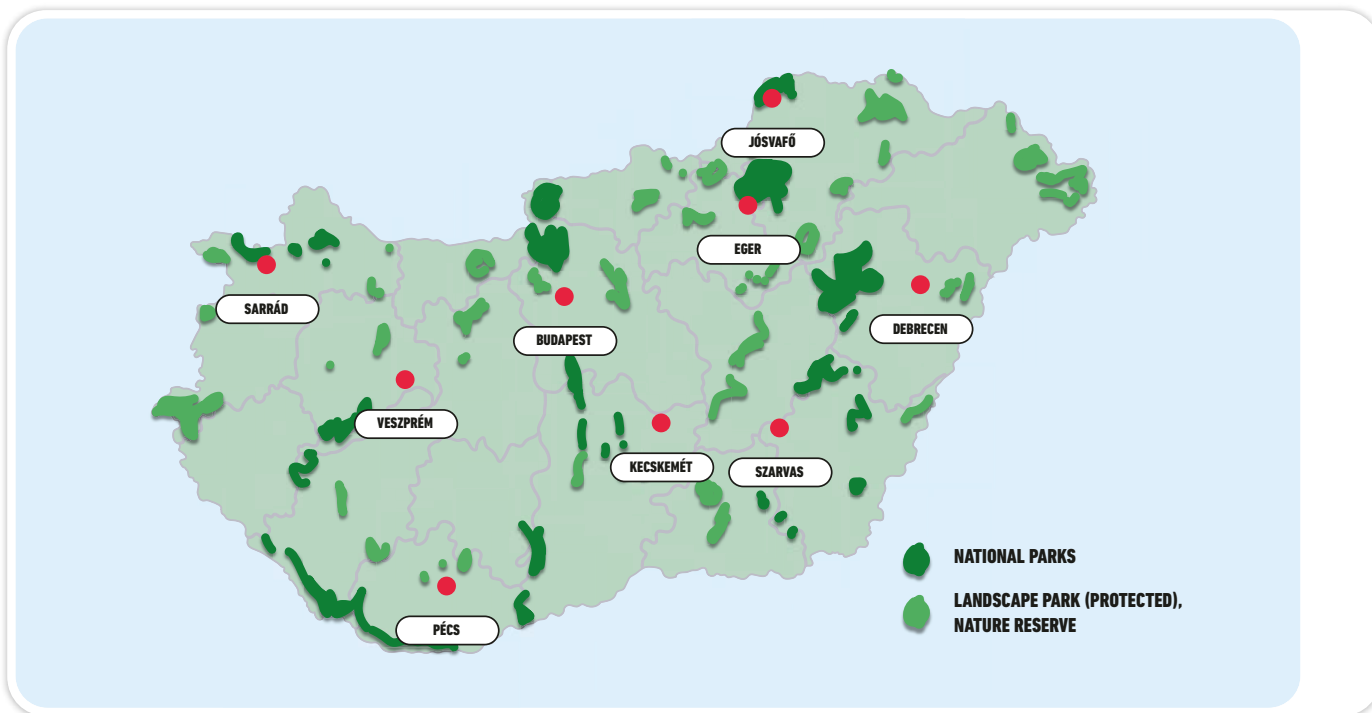 JÓSVAFŐ
EGER
SARRÁD
DEBRECEN
BUDAPEST
VESZPRÉM
KECSKEMÉT
SZARVAS
NATIONAL PARKS
LANDSCAPE PARK (PROTECTED),
NATURE RESERVE
PÉCS